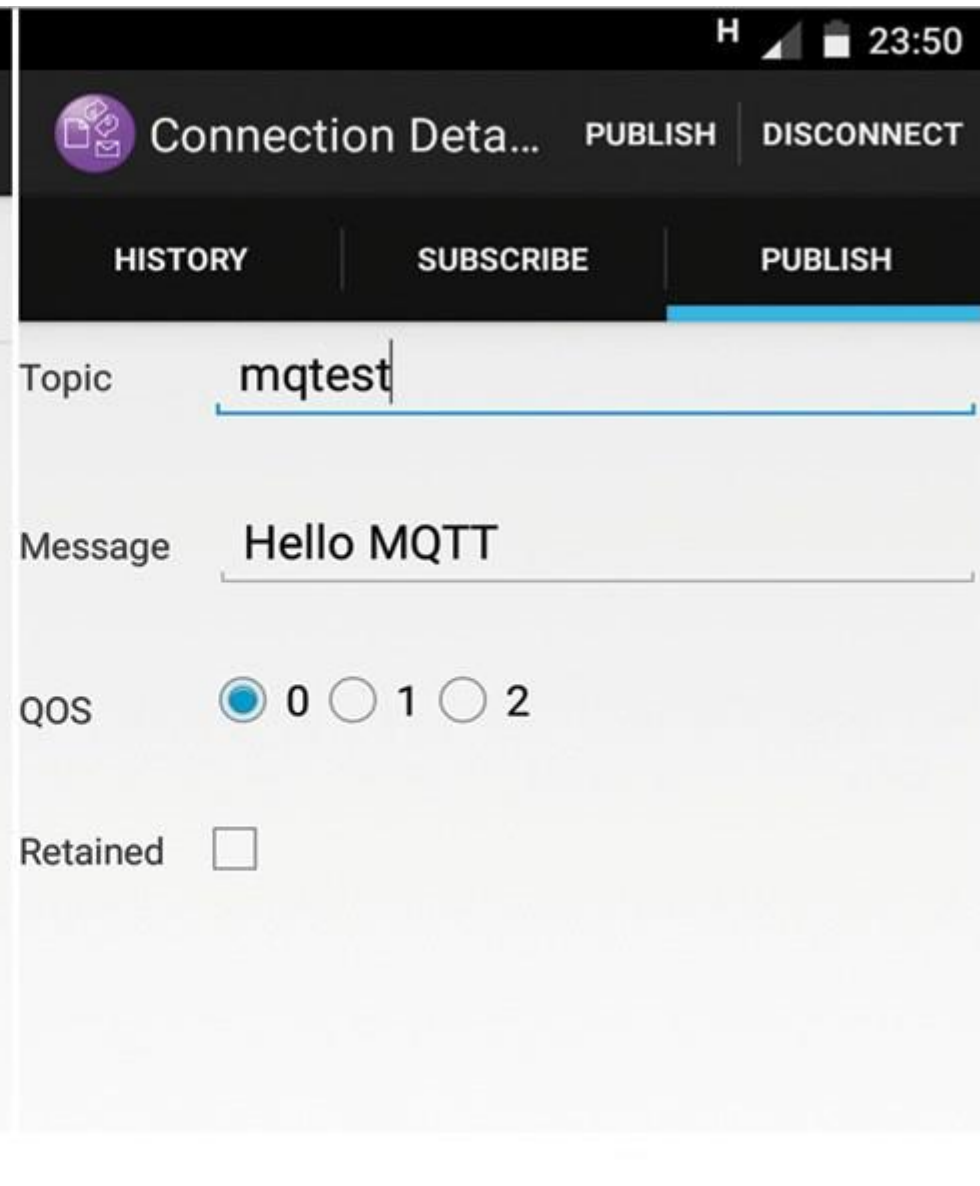 H 23:50
Connection Deta... PUBLISH DISCONNECT
HISTORY SUBSCRIBE PUBLISH
Topic mqtest
Message Hello MQTT
QOS 0 1 2
Retained